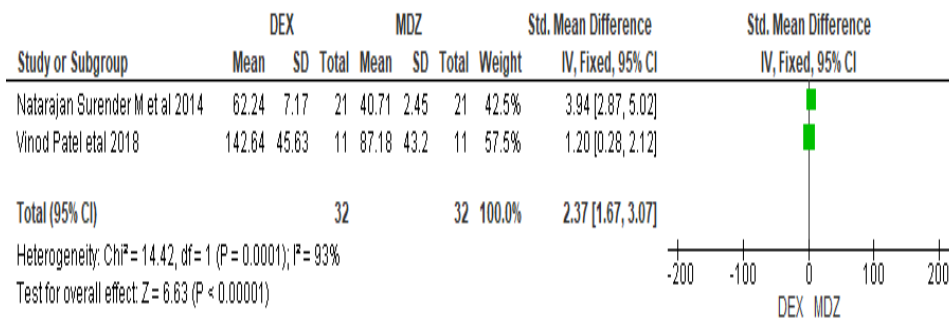 DEX MDZ Std. Mean Difference Std. Mean Difference
Study or Subgroup Mean SD Total Mean SD Total Weight IV, Fixed, 95% CI IV, Fixed, 95% CI
Natarajan Surender M et al 2014 62.24 7.17 21 40.71 2.45 21 42.5% 3.94 [2.87, 5.02]
Vinod Patel etal 2018 142.64 45.63 11 87.18 43.2 11 57.5% 1.20 [0.28, 2.12]
Total (95% CI) 32 32 100.0% 2.37 [1.67, 3.07]
Heterogeneity: Chi² = 14.42, df = 1 (P = 0.0001); I² = 93%
Test for overall effect: Z = 6.63 (P < 0.00001)
-200 -100 0 100 200
DEX MDZ